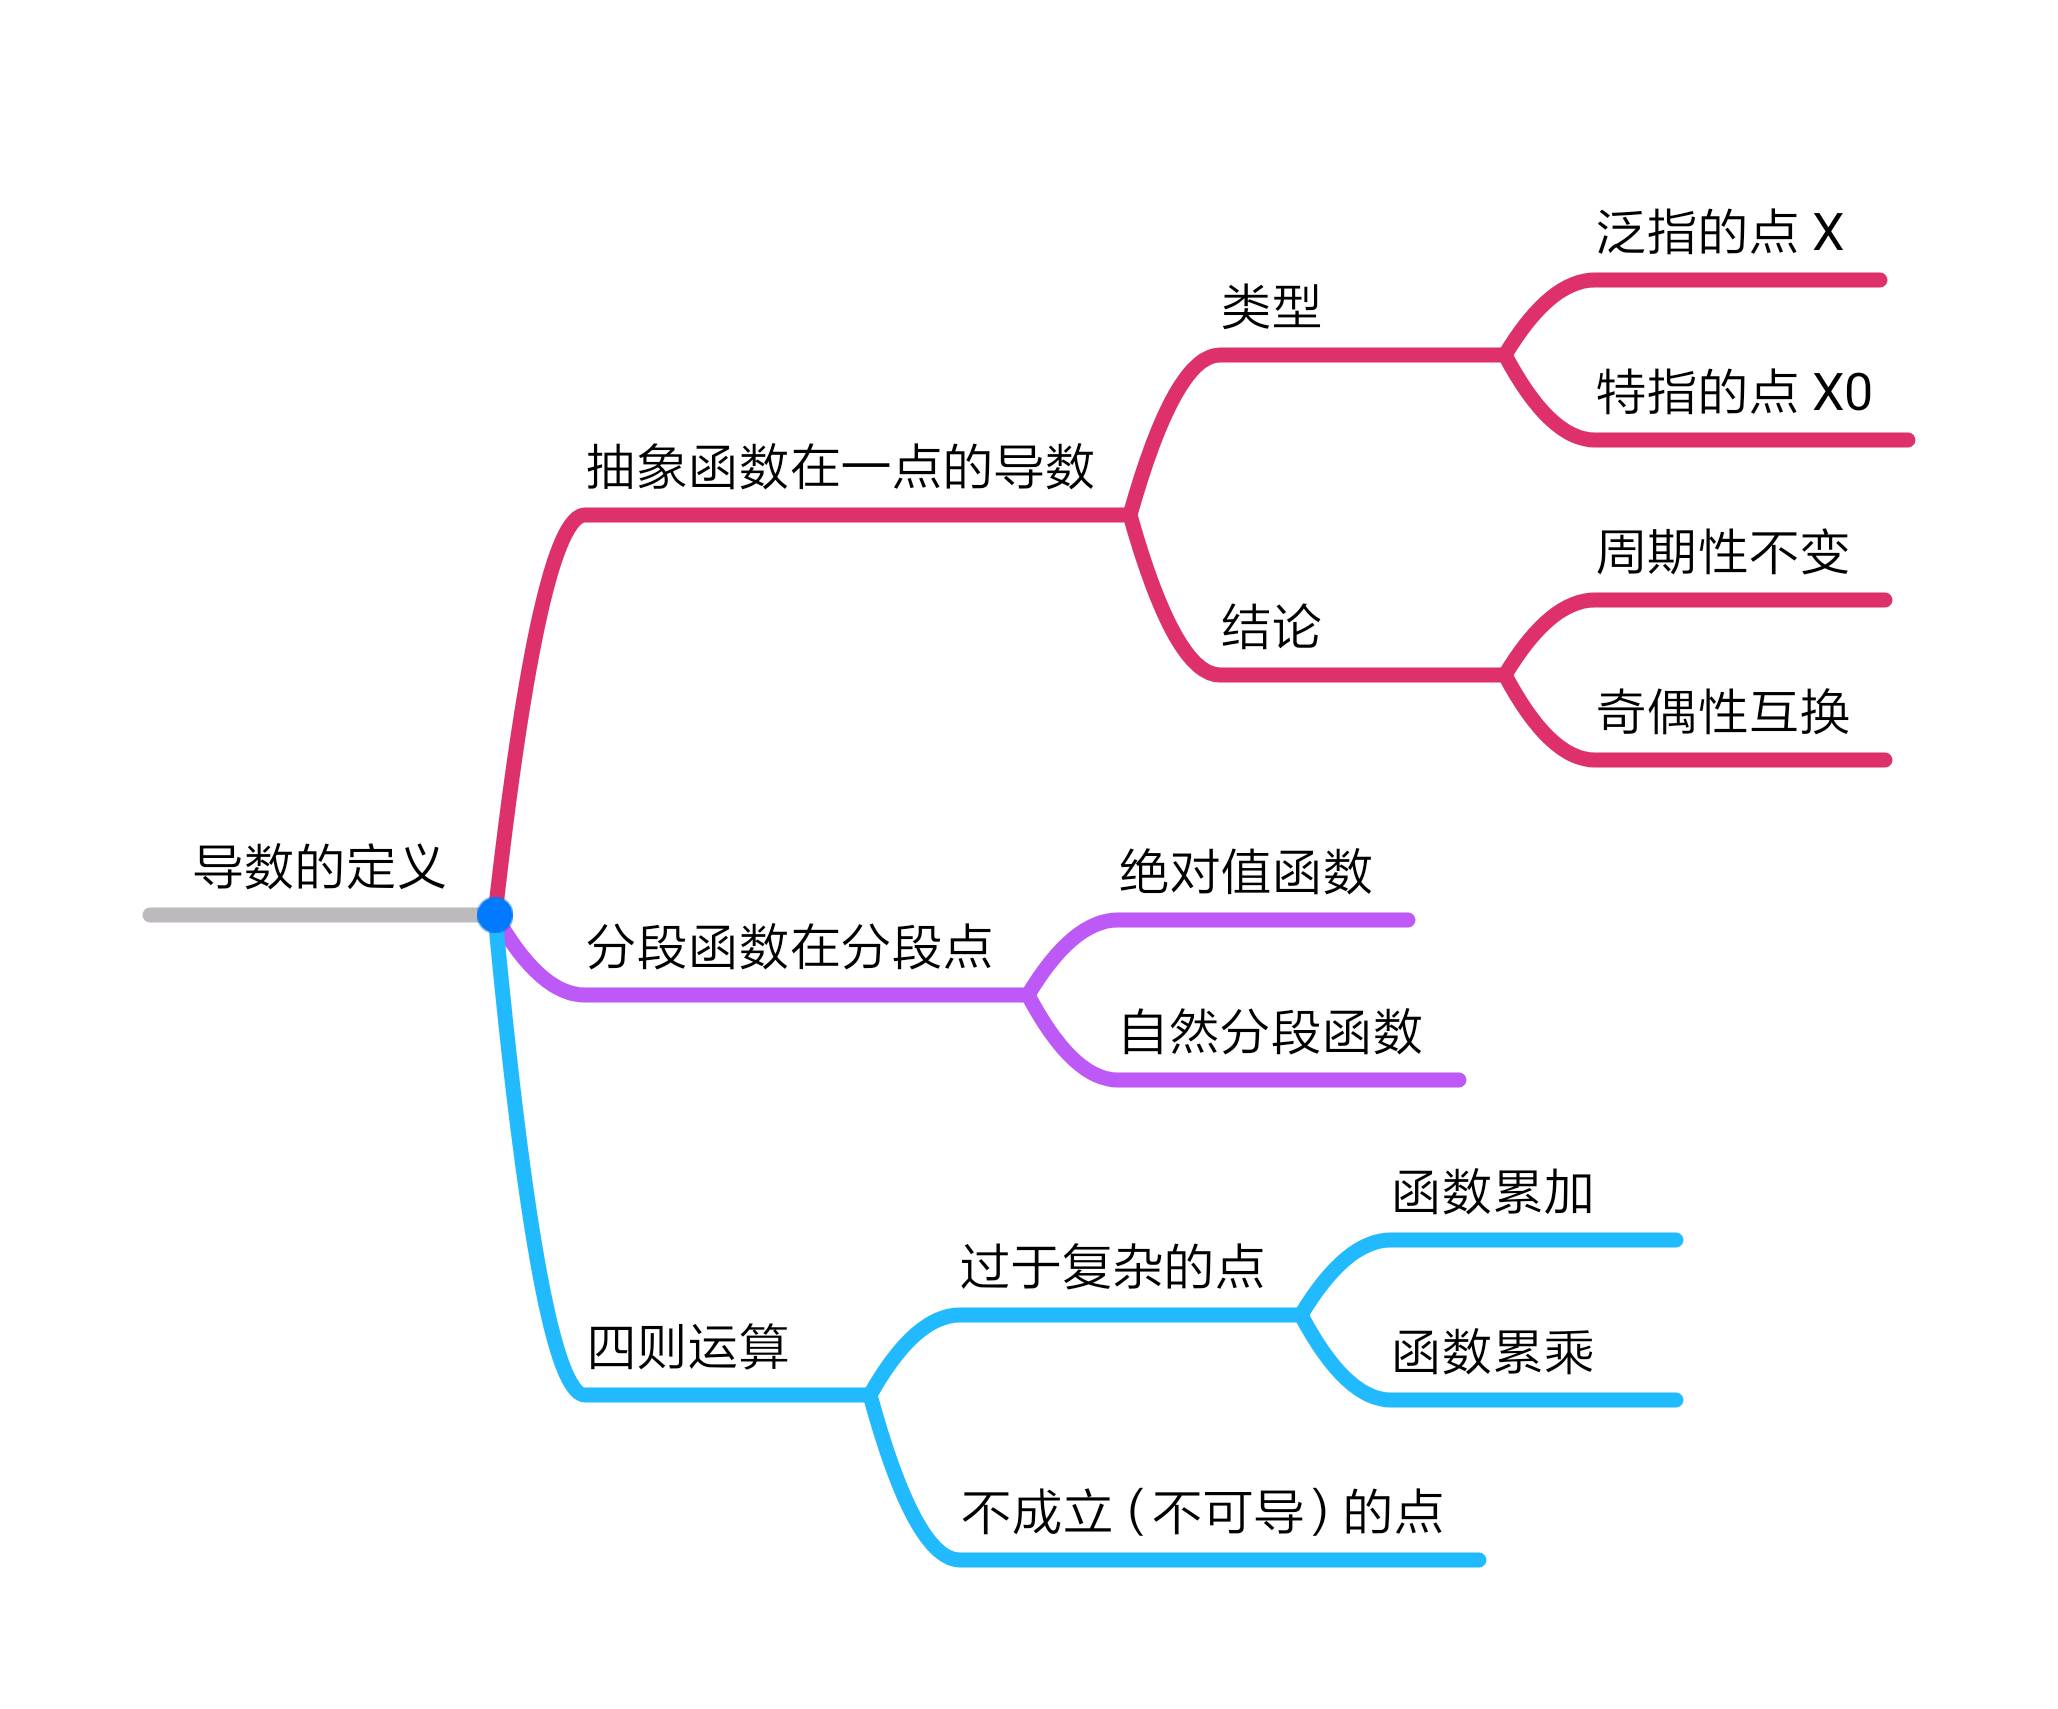 导数的定义
抽象函数在一点的导数
类型
泛指的点 X
特指的点 X0
结论
周期性不变
奇偶性互换
分段函数在分段点
绝对值函数
自然分段函数
四则运算
过于复杂的点
函数累加
函数累乘
不成立（不可导）的点